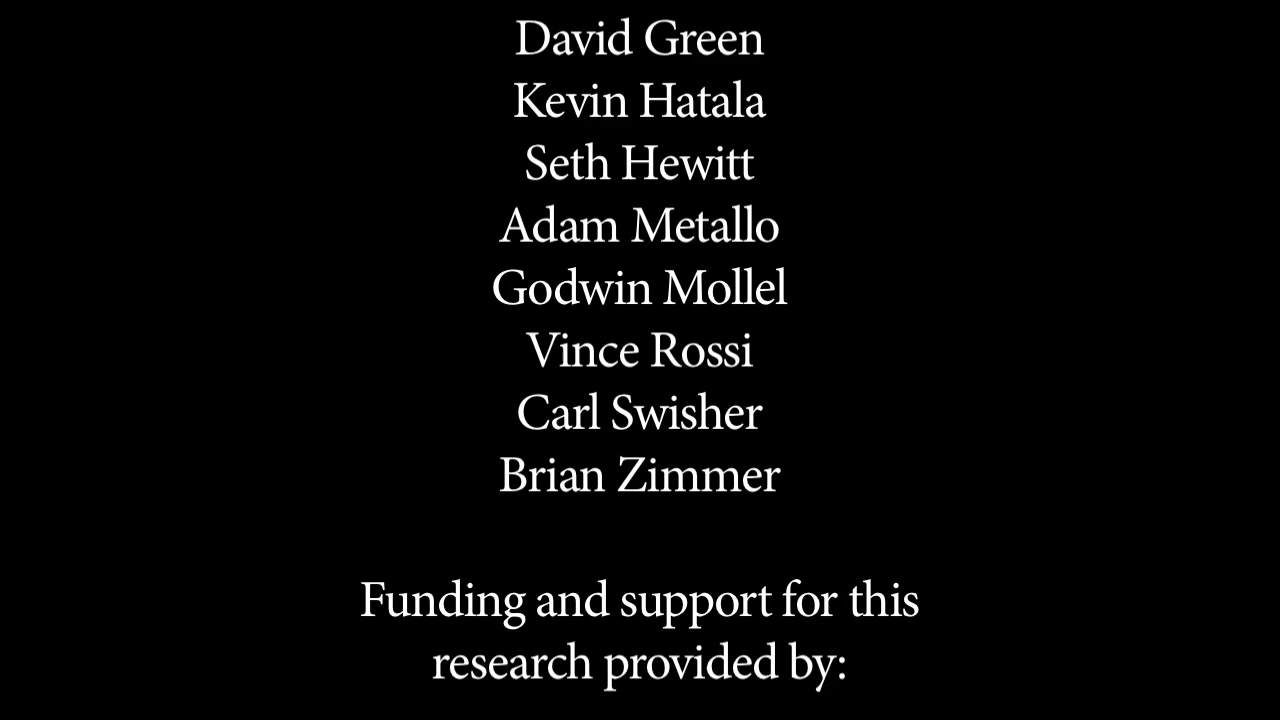 David Green
Kevin Hatala
Seth Hewitt
Adam Metallo
Godwin Mollel
Vince Rossi
Carl Swisher
Brian Zimmer
Funding and support for this
research provided by: